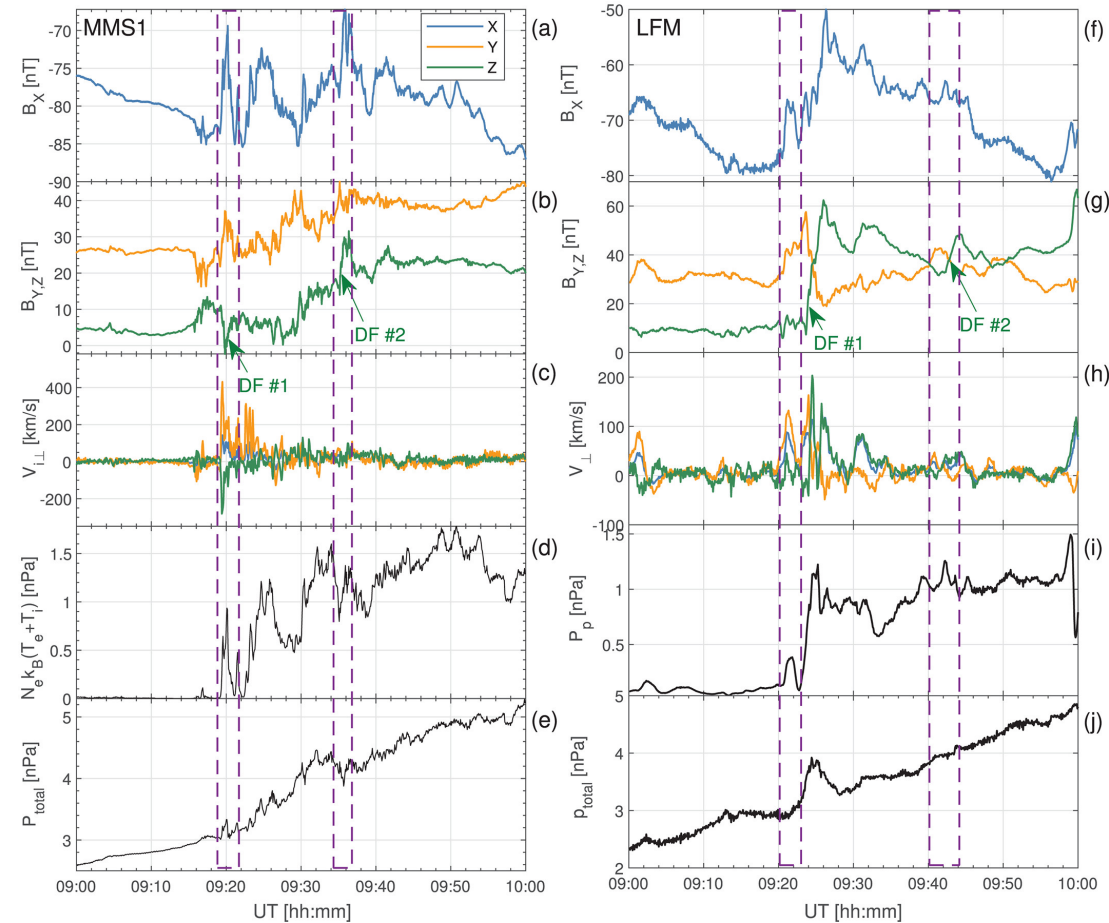 MMS1
X
Y
Z
(a)
B_X [nT]
-70
-75
-80
-85
-90
(b)
B_Y,Z [nT]
40
30
20
10
0
DF #1
DF #2
(c)
V_i⊥ [km/s]
400
200
0
-200
(d)
N_e k_B(T_e+T_i) [nPa]
1.5
1
0.5
0
(e)
P_total [nPa]
5
4
3
09:00 09:10 09:20 09:30 09:40 09:50 10:00
UT [hh:mm]
LFM
(f)
B_X [nT]
-50
-60
-70
-80
(g)
B_Y,Z [nT]
60
40
20
0
DF #1
DF #2
(h)
V_⊥ [km/s]
200
100
0
-100
(i)
P_p [nPa]
1.5
1
0.5
(j)
p_total [nPa]
5
4
3
2
09:00 09:10 09:20 09:30 09:40 09:50 10:00
UT [hh:mm]